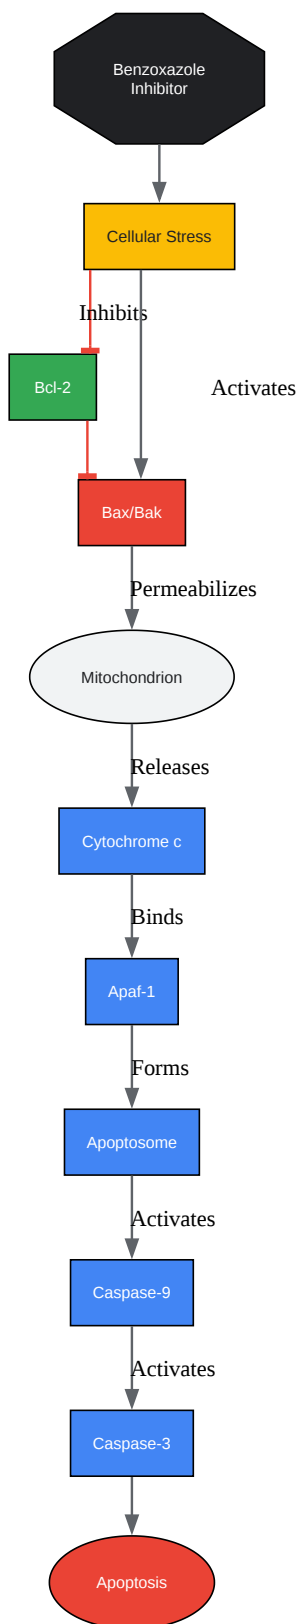 Benzoxazole
Inhibitor
Cellular Stress
Inhibits
Bcl-2
Activates
Bax/Bak
Permeabilizes
Mitochondrion
Releases
Cytochrome c
Binds
Apaf-1
Forms
Apoptosome
Activates
Caspase-9
Activates
Caspase-3
Apoptosis